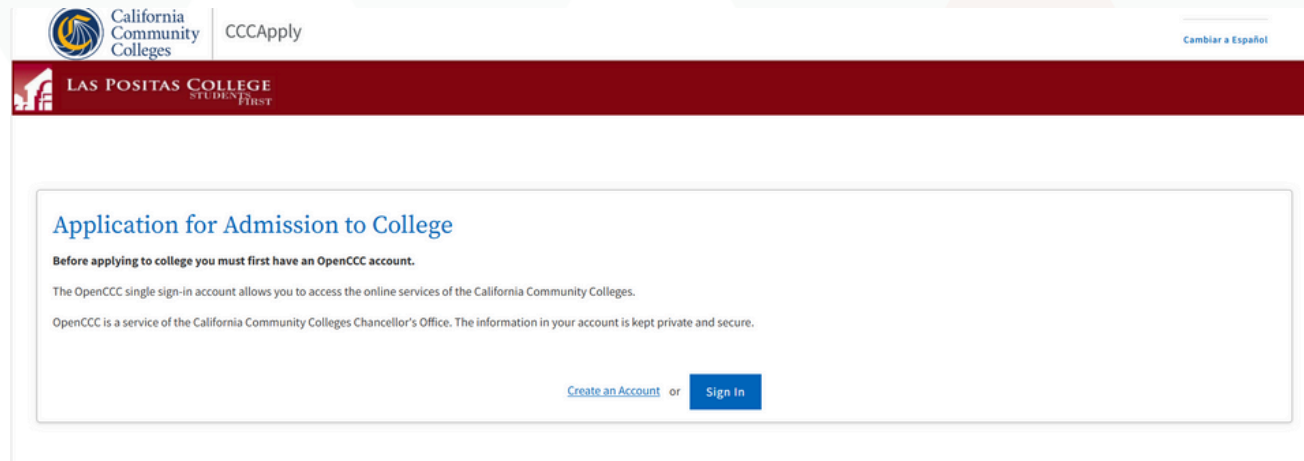 California
Community
Colleges
CCCApply
Cambiar a Español
LAS POSITAS COLLEGE
STUDENTS
FIRST
Application for Admission to College
Before applying to college you must first have an OpenCCC account.
The OpenCCC single sign-in account allows you to access the online services of the California Community Colleges.
OpenCCC is a service of the California Community Colleges Chancellor's Office. The information in your account is kept private and secure.
Create an Account or Sign In